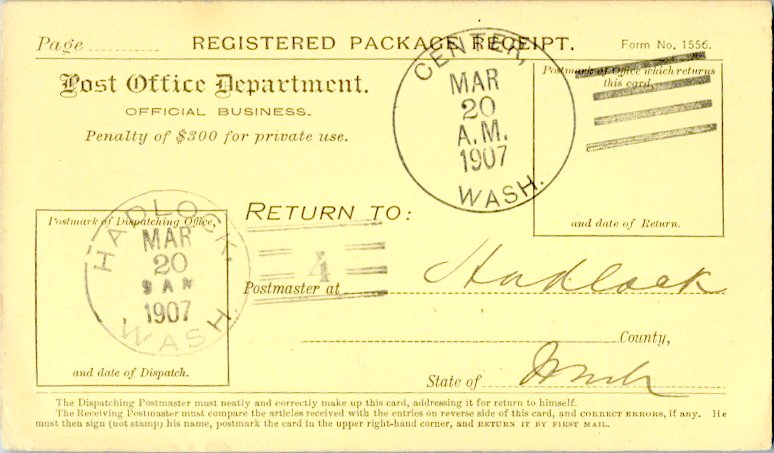 Page
REGISTERED PACKAGE RECEIPT.
Form No. 1556.
Post Office Department.
OFFICIAL BUSINESS.
Penalty of $300 for private use.
CENTER,
MAR
20
A.M.
1907
WASH.
Postmark of Office which returns
this card,
and date of Return.
Postmark of Dispatching Office,
HADLOCK,
MAR
20
9 AM
1907
WASH.
and date of Dispatch.
RETURN TO:
4
Postmaster at Hadlock
County,
State of Wash
The Dispatching Postmaster must neatly and correctly make up this card, addressing it for return to himself.
The Receiving Postmaster must compare the articles received with the entries on reverse side of this card, and CORRECT ERRORS, if any. He
must then sign (not stamp) his name, postmark the card in the upper right-hand corner, and RETURN IT BY FIRST MAIL.